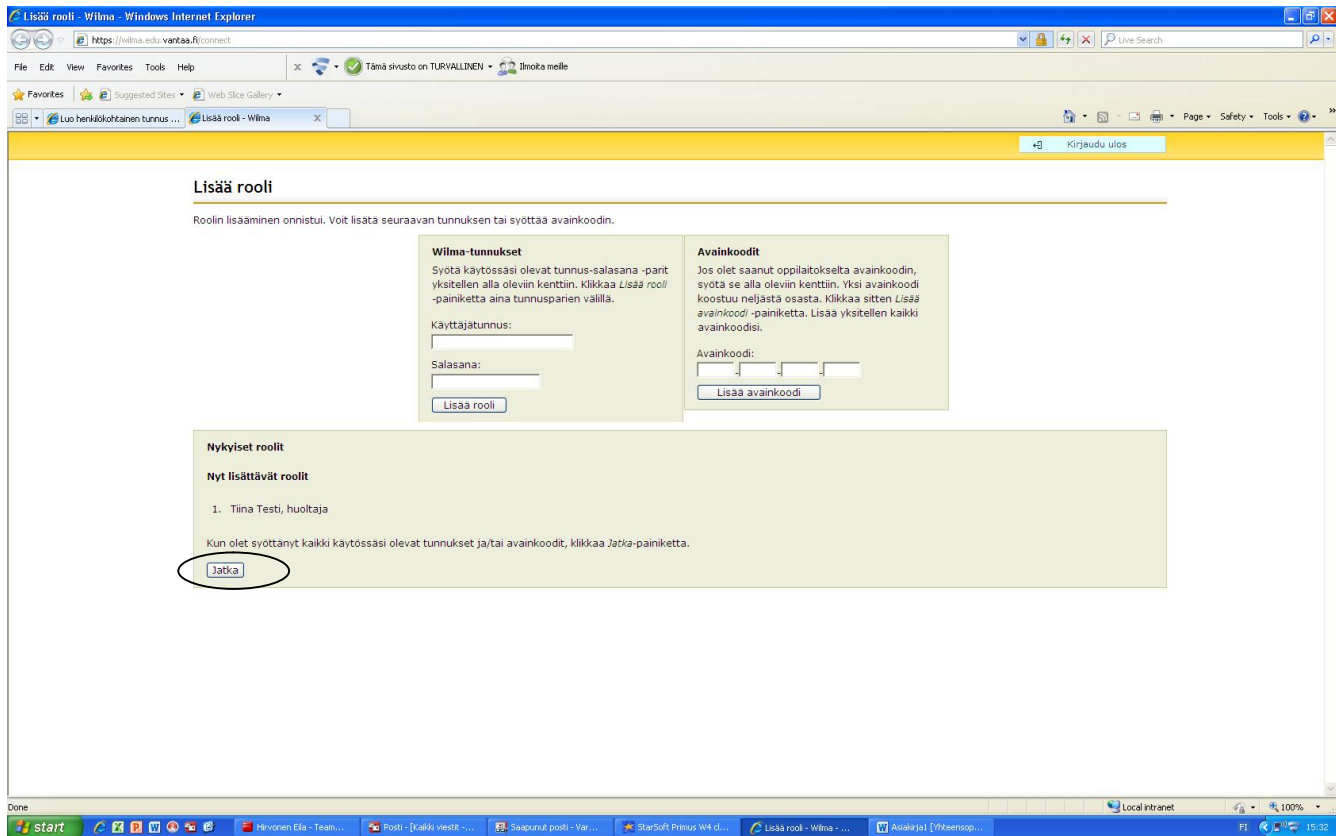 Lisää rooli - Wilma - Windows Internet Explorer
https://wilma.edu.vantaa.fi/connect
Live Search
File Edit View Favorites Tools Help
x
Tämä sivusto on TURVALLINEN
Ilmoita meille
Favorites
Suggested Sites
Web Slice Gallery
Luo henkilökohtainen tunnus ...
Lisää rooli - Wilma
X
Page
Safety
Tools
»
Kirjaudu ulos
Lisää rooli
Roolin lisääminen onnistui. Voit lisätä seuraavan tunnuksen tai syöttää avainkoodin.
Wilma-tunnukset
Syötä käytössäsi olevat tunnus-salasana -parit
yksitellen alla oleviin kenttiin. Klikkaa Lisää rooli
-painiketta aina tunnusparien välillä.
Käyttäjätunnus:
Salasana:
Lisää rooli
Avainkoodit
Jos olet saanut oppilaitokselta avainkoodin,
syötä se alla oleviin kenttiin. Yksi avainkoodi
koostuu neljästä osasta. Klikkaa sitten Lisää
avainkoodi -painiketta. Lisää yksitellen kaikki
avainkoodisi.
Avainkoodi:
- - -
Lisää avainkoodi
Nykyiset roolit
Nyt lisättävät roolit
1. Tiina Testi, huoltaja
Kun olet syöttänyt kaikki käytössäsi olevat tunnukset ja/tai avainkoodit, klikkaa Jatka-painiketta.
Jatka
Done
Local intranet
100%
start
Hirvonen Eila - Team...
Posti - [Kaikki viestit -...
Saapunut posti - Var...
StarSoft Primus W4 cl...
Lisää rooli - Wilma - ...
Asiakirja1 [Yhteensop...
FI
15:32